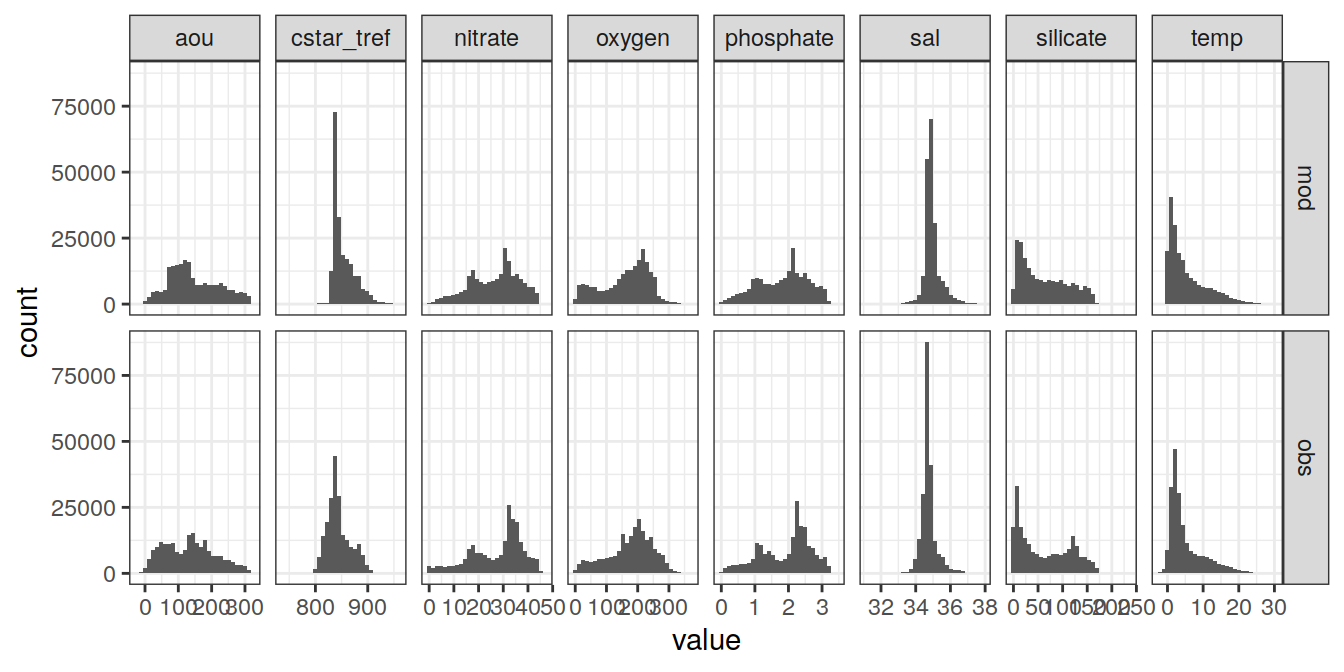 aou cstar_tref nitrate oxygen phosphate sal silicate temp
75000
50000
25000
0
mod
count
75000
50000
25000
0
obs
0 100 200 300 800 900 0 10 20 30 40 50 0 100 200 300 0 1 2 3 32 34 36 38 0 50 100 150 200 250 0 10 20 30
value